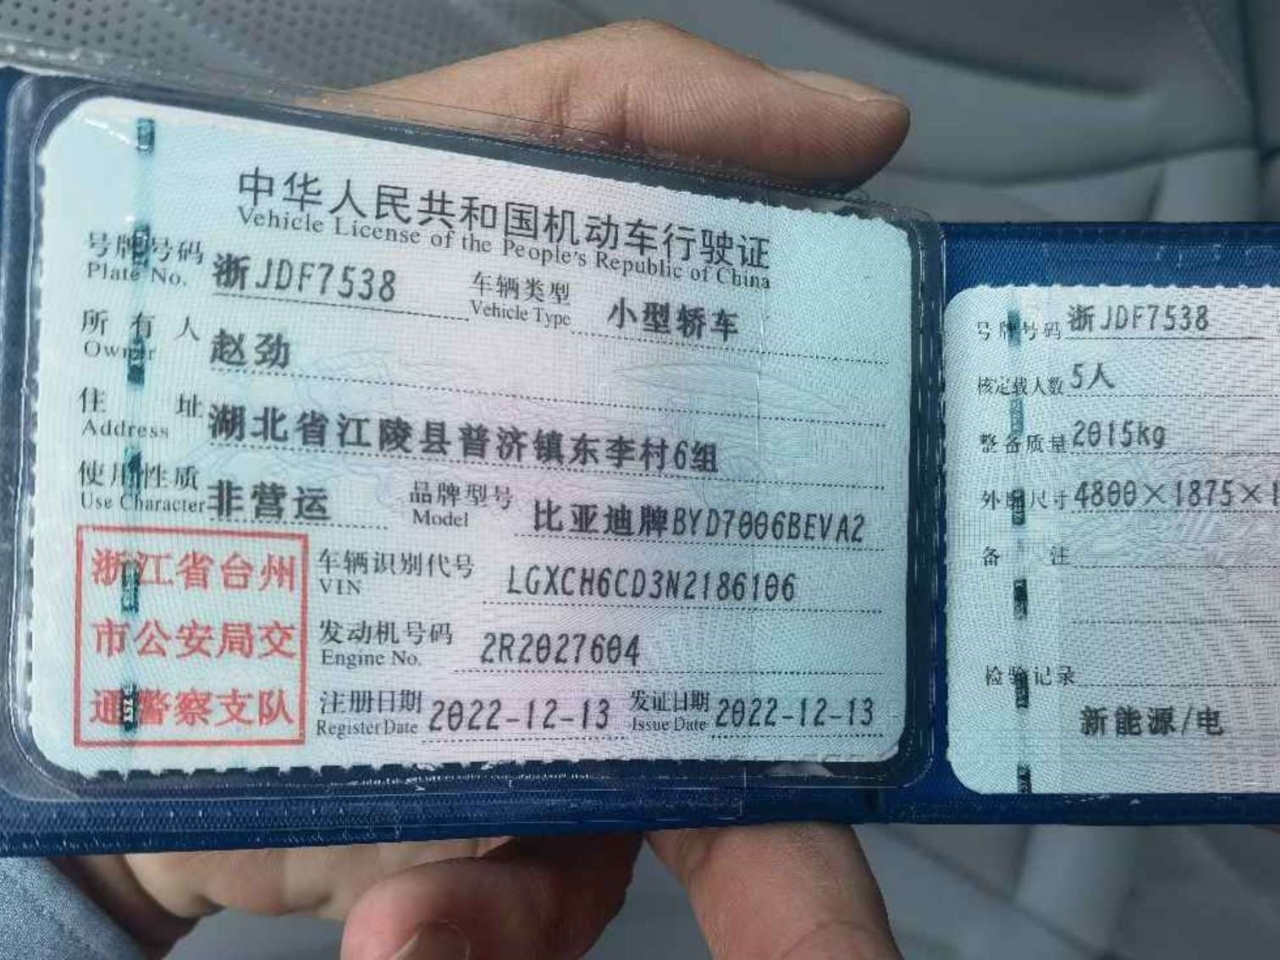 中华人民共和国机动车行驶证
Vehicle License of the People's Republic of China
号牌号码 浙JDF7538 车辆类型 小型轿车
Plate No. Vehicle Type
所有人 赵劲
Owner
住址 湖北省江陵县普济镇东李村6组
Address
使用性质 非营运 品牌型号 比亚迪牌BYD7006BEVA2
Use Character Model
浙江省台州
市公安局交
通警察支队
车辆识别代号 LGXCH6CD3N2186106
VIN
发动机号码 2R2027604
Engine No.
注册日期 2022-12-13 发证日期 2022-12-13
Register Date Issue Date
号牌号码 浙JDF7538
核定载人数 5人
整备质量 2015kg
外廓尺寸 4800×1875×1
备注
检验记录
新能源/电